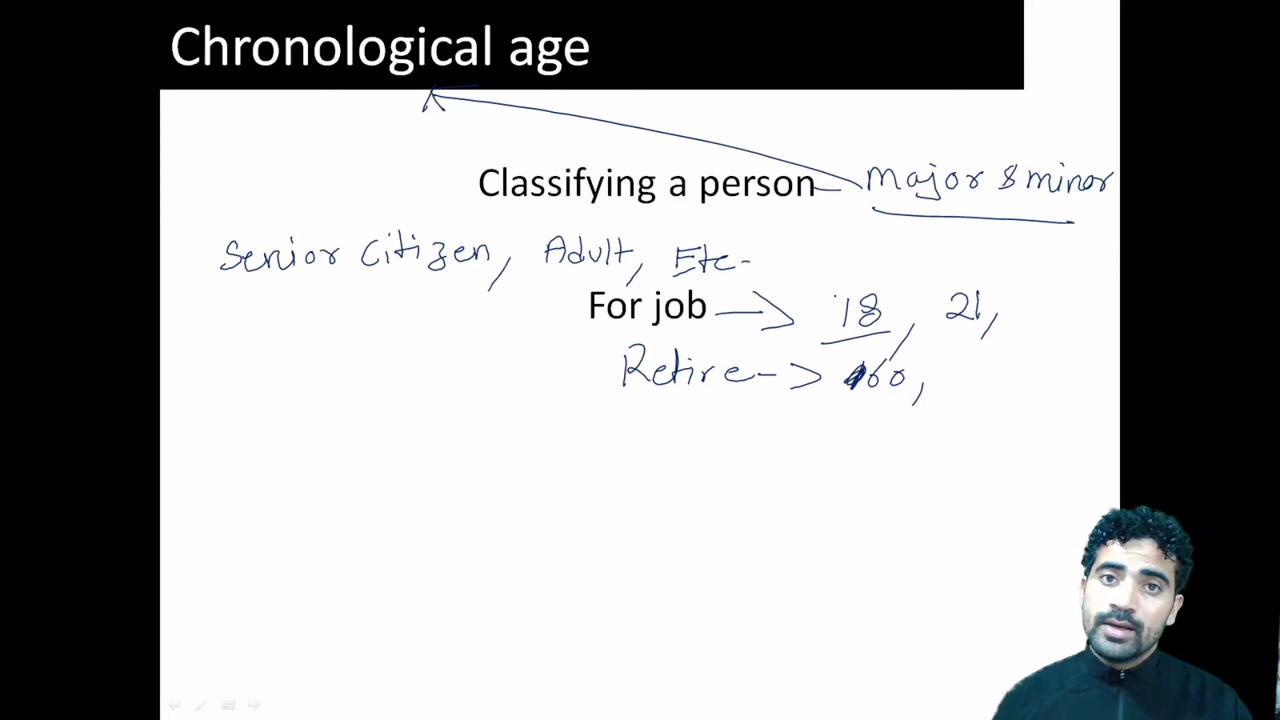 Chronological age
Classifying a person - Major & minor
Senior Citizen, Adult, Etc-
For job -> 18, 21,
Retire -> 60,